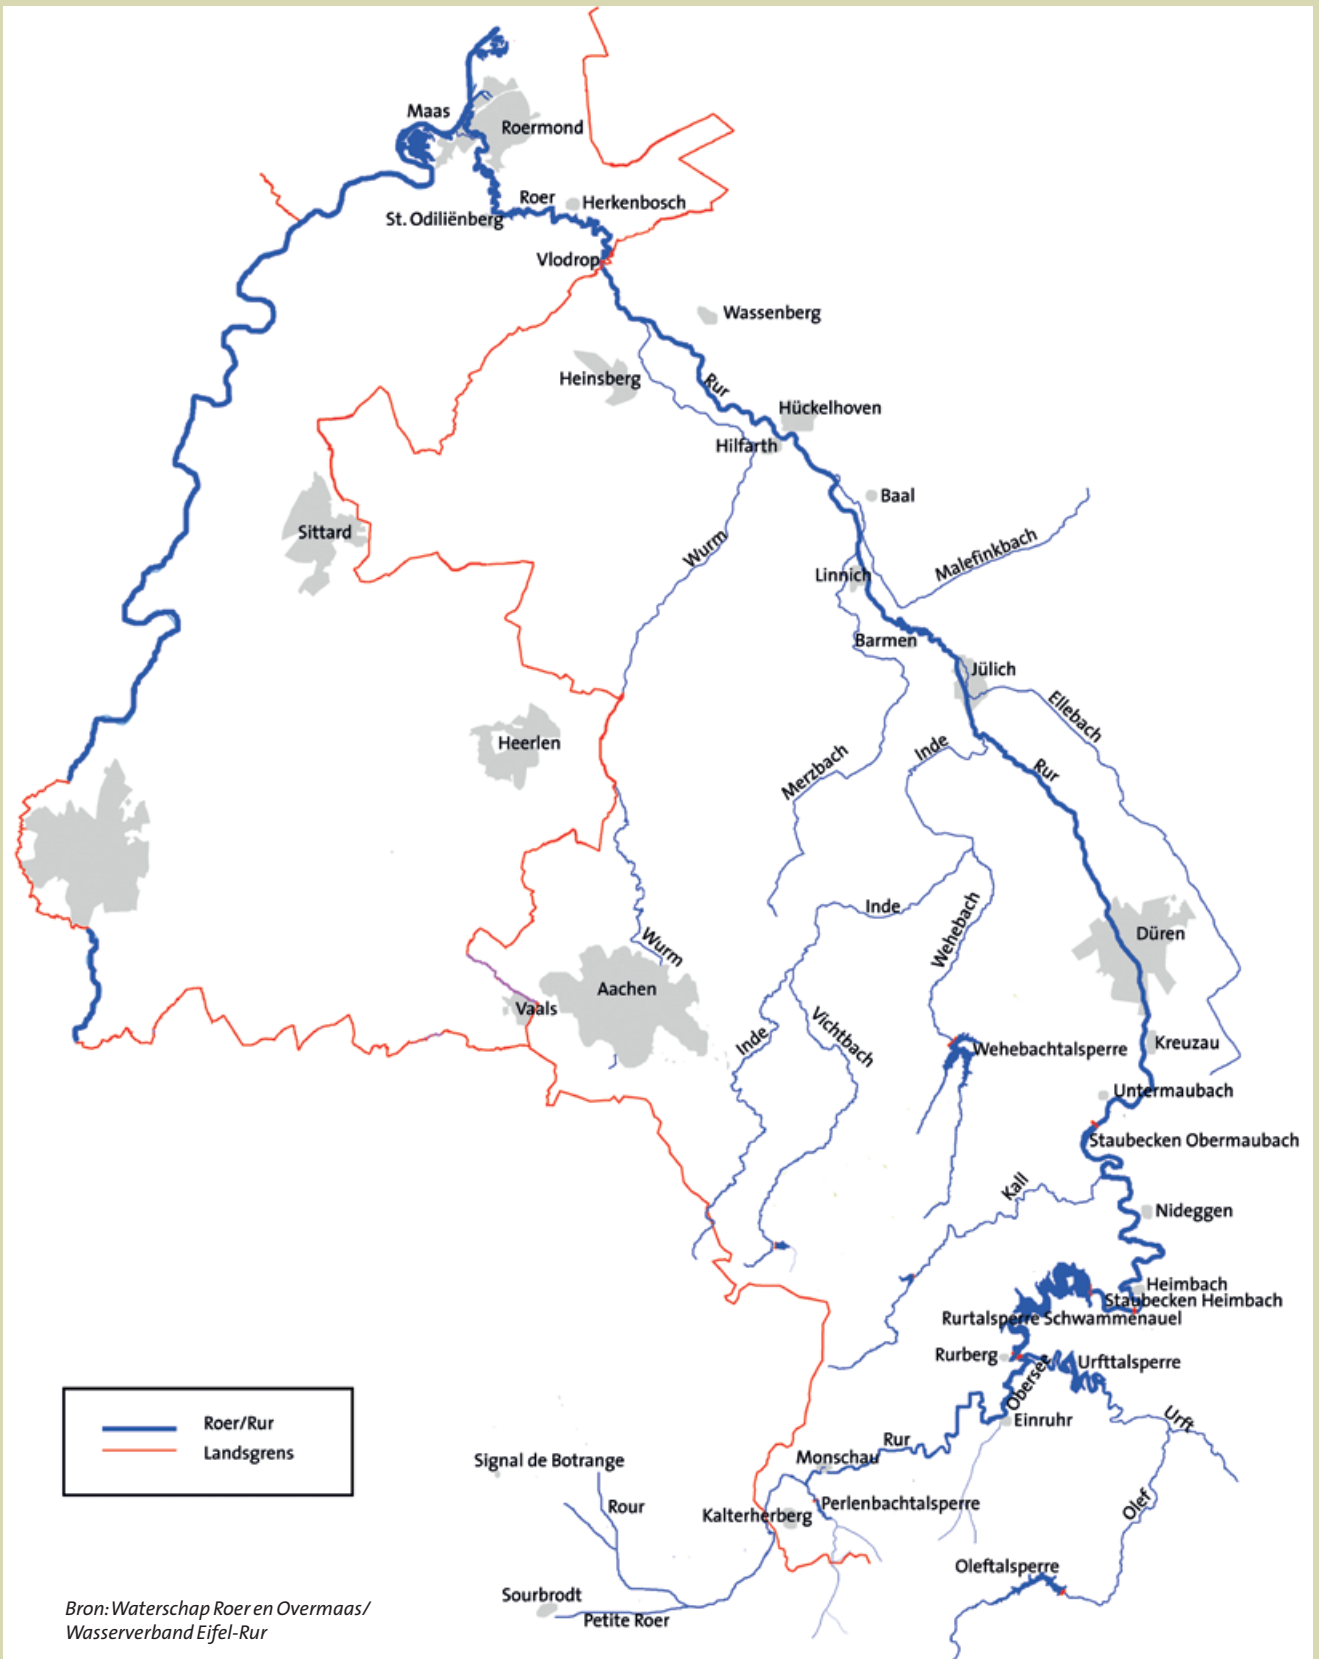 Maas
Roermond
Roer
Herkenbosch
St. Odiliënberg
Vlodrop
Wassenberg
Heinsberg
Rur
Hückelhoven
Hilfarth
Baal
Sittard
Wurm
Malefinkbach
Linnich
Barmen
Jülich
Ellebach
Heerlen
Inde
Merzbach
Rur
Inde
Wehebach
Düren
Wurm
Aachen
Vaals
Inde
Vichtbach
Wehebachtalsperre
Kreuzau
Untermaubach
Staubecken Obermaubach
Kall
Nideggen
Heimbach
Staubecken Heimbach
Rurtalsperre Schwammenauel
Rurberg
Obersee
Urfttalsperre
Einruhr
Urft
Roer/Rur
Landsgrens
Rur
Monschau
Signal de Botrange
Rour
Perlenbachtalsperre
Kalterherberg
Olef
Oleftalsperre
Sourbrodt
Petite Roer
Bron: Waterschap Roer en Overmaas/
Wasserverband Eifel-Rur